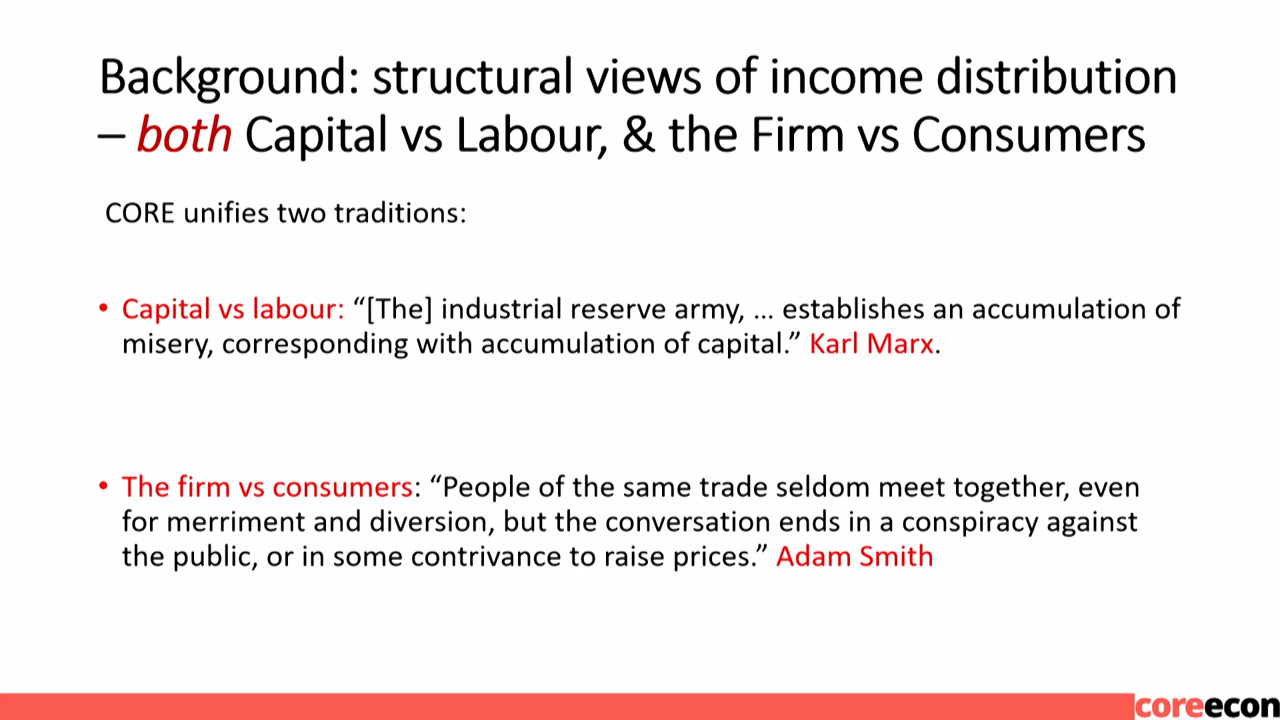 Background: structural views of income distribution
– both Capital vs Labour, & the Firm vs Consumers
CORE unifies two traditions:
• Capital vs labour: “[The] industrial reserve army, ... establishes an accumulation of
misery, corresponding with accumulation of capital.” Karl Marx.
• The firm vs consumers: “People of the same trade seldom meet together, even
for merriment and diversion, but the conversation ends in a conspiracy against
the public, or in some contrivance to raise prices.” Adam Smith
coreecon